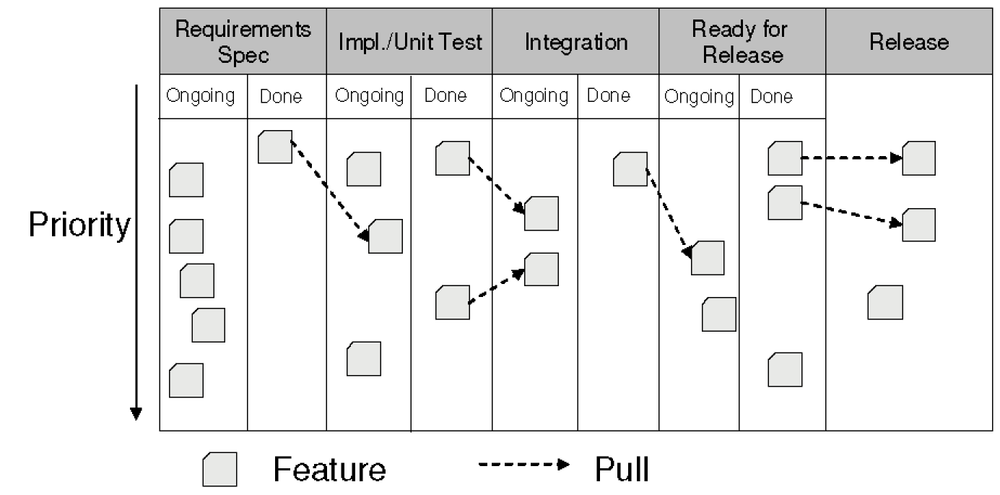 Requirements
Spec
Impl./Unit Test
Integration
Ready for
Release
Release
Ongoing
Done
Ongoing
Done
Ongoing
Done
Ongoing
Done
Priority
Feature
Pull